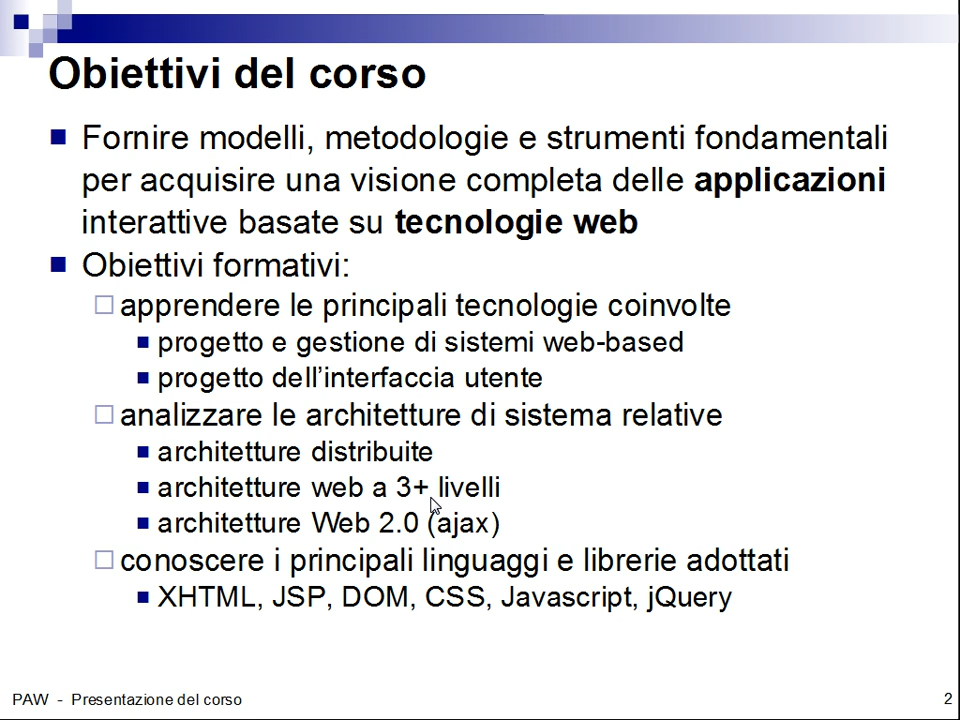 Obiettivi del corso
Fornire modelli, metodologie e strumenti fondamentali
per acquisire una visione completa delle applicazioni
interattive basate su tecnologie web
Obiettivi formativi:
apprendere le principali tecnologie coinvolte
progetto e gestione di sistemi web-based
progetto dell’interfaccia utente
analizzare le architetture di sistema relative
architetture distribuite
architetture web a 3+ livelli
architetture Web 2.0 (ajax)
conoscere i principali linguaggi e librerie adottati
XHTML, JSP, DOM, CSS, Javascript, jQuery
PAW - Presentazione del corso
2